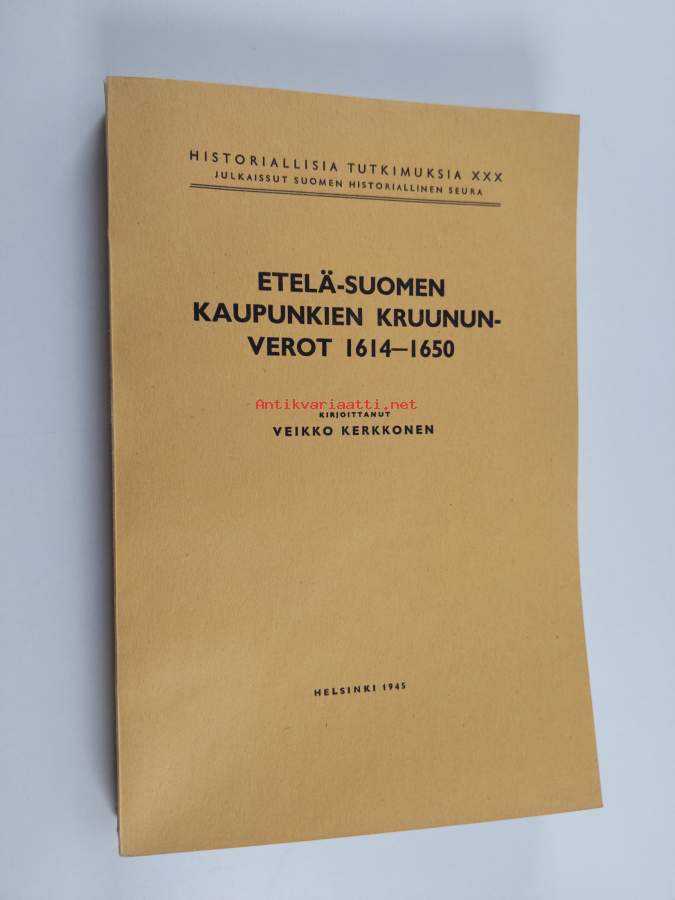 HISTORIALLISIA TUTKIMUKSIA XXX
JULKAISSUT SUOMEN HISTORIALLINEN SEURA
ETELÄ-SUOMEN
KAUPUNKIEN KRUUNUN-
VEROT 1614—1650
Antikvariaatti.net
KIRJOITTANUT
VEIKKO KERKKONEN
HELSINKI 1945